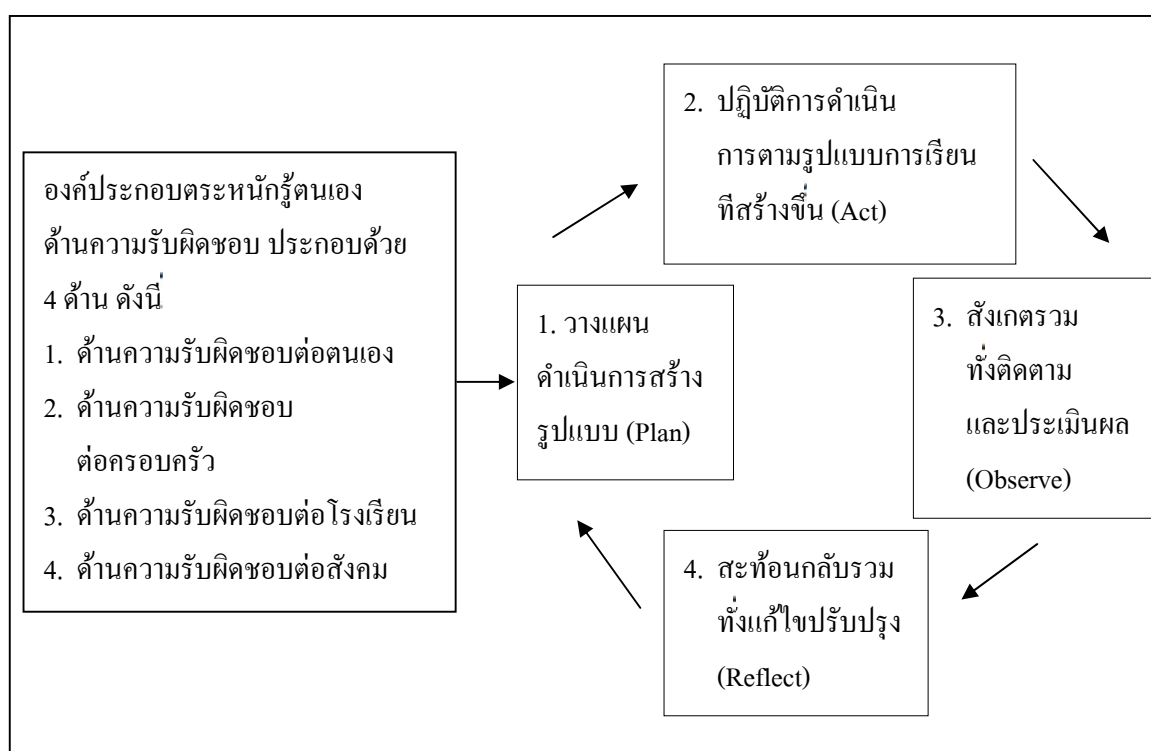 องค์ประกอบตระหนักรู้ตนเอง
ด้านความรับผิดชอบ ประกอบด้วย
4 ด้าน ดังนี่
1. ด้านความรับผิดชอบต่อตนเอง
2. ด้านความรับผิดชอบ
ต่อครอบครัว
3. ด้านความรับผิดชอบต่อโรงเรียน
4. ด้านความรับผิดชอบต่อสังคม
1. วางแผน
ดำเนินการสร้าง
รูปแบบ (Plan)
2. ปฏิบัติการดำเนิน
การตามรูปแบบการเรียน
ทีสร้างขึ่น (Act)
3. สังเกตรวม
ทั่งติดตาม
และประเมินผล
(Observe)
4. สะท้อนกลับรวม
ทั่งแก้ไขปรับปรุง
(Reflect)